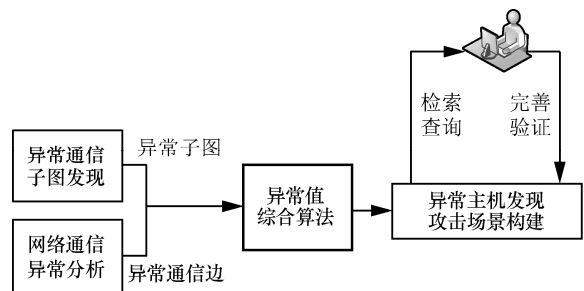 检索
查询
完善
验证
异常通信
子图发现
异常子图
异常值
综合算法
异常主机发现
攻击场景构建
网络通信
异常分析
异常通信边